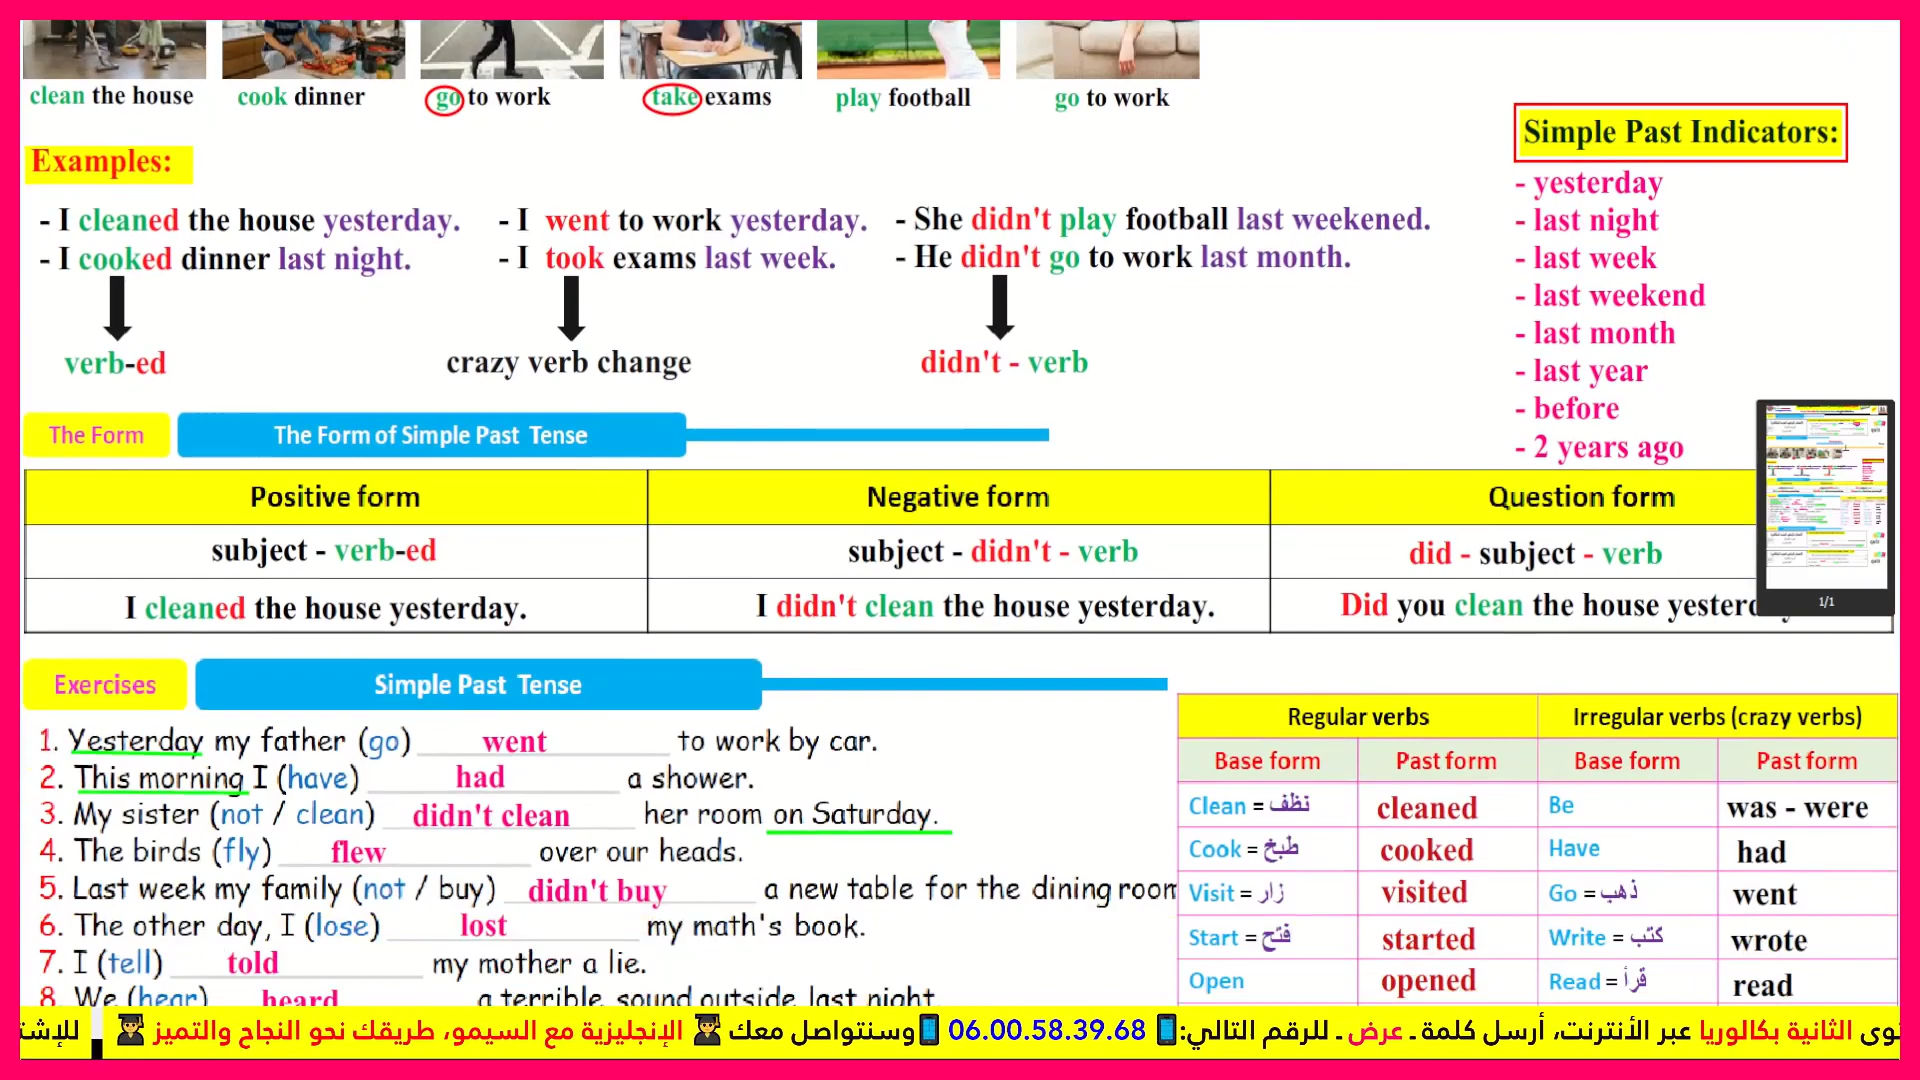 clean the house
cook dinner
go to work
take exams
play football
go to work
Simple Past Indicators:
- yesterday
- last night
- last week
- last weekend
- last month
- last year
- before
- 2 years ago
Examples:
- I cleaned the house yesterday.
- I cooked dinner last night.
verb-ed
- I went to work yesterday.
- I took exams last week.
crazy verb change
- She didn't play football last weekened.
- He didn't go to work last month.
didn't - verb
The Form
The Form of Simple Past Tense
Positive form
Negative form
Question form
subject - verb-ed
subject - didn't - verb
did - subject - verb
I cleaned the house yesterday.
I didn't clean the house yesterday.
Did you clean the house
1/1
Exercises
Simple Past Tense
1. Yesterday my father (go) went to work by car.
2. This morning I (have) had a shower.
3. My sister (not / clean) didn't clean her room on Saturday.
4. The birds (fly) flew over our heads.
5. Last week my family (not / buy) didn't buy a new table for the dining room
6. The other day, I (lose) lost my math's book.
7. I (tell) told my mother a lie.
8. We (hear) heard a terrible sound outside last night
Regular verbs
Irregular verbs (crazy verbs)
Base form Past form Base form Past form
Clean = نظف cleaned Be was - were
Cook = طبخ cooked Have had
Visit = زار visited Go = ذهب went
Start = فتح started Write = كتب wrote
Open opened Read = قرأ read
الثانية بكالوريا عبر الأنترنت، أرسل كلمة ـ عرض ـ للرقم التالي: 06.00.58.39.68 وسنتواصل معك الإنجليزية مع السيمو، طريقك نحو النجاح والتميز